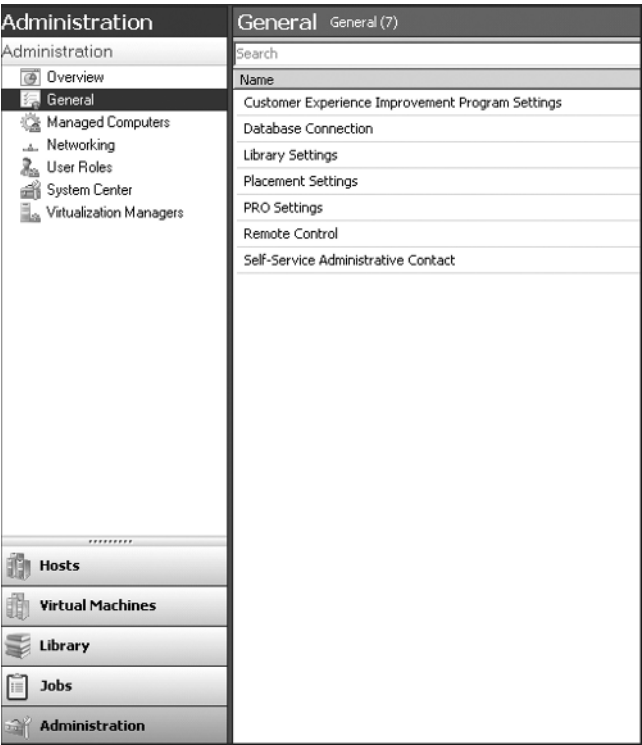 Administration
Administration
Overview
General
Managed Computers
Networking
User Roles
System Center
Virtualization Managers
Hosts
Virtual Machines
Library
Jobs
Administration
General General (7)
Search
Name
Customer Experience Improvement Program Settings
Database Connection
Library Settings
Placement Settings
PRO Settings
Remote Control
Self-Service Administrative Contact